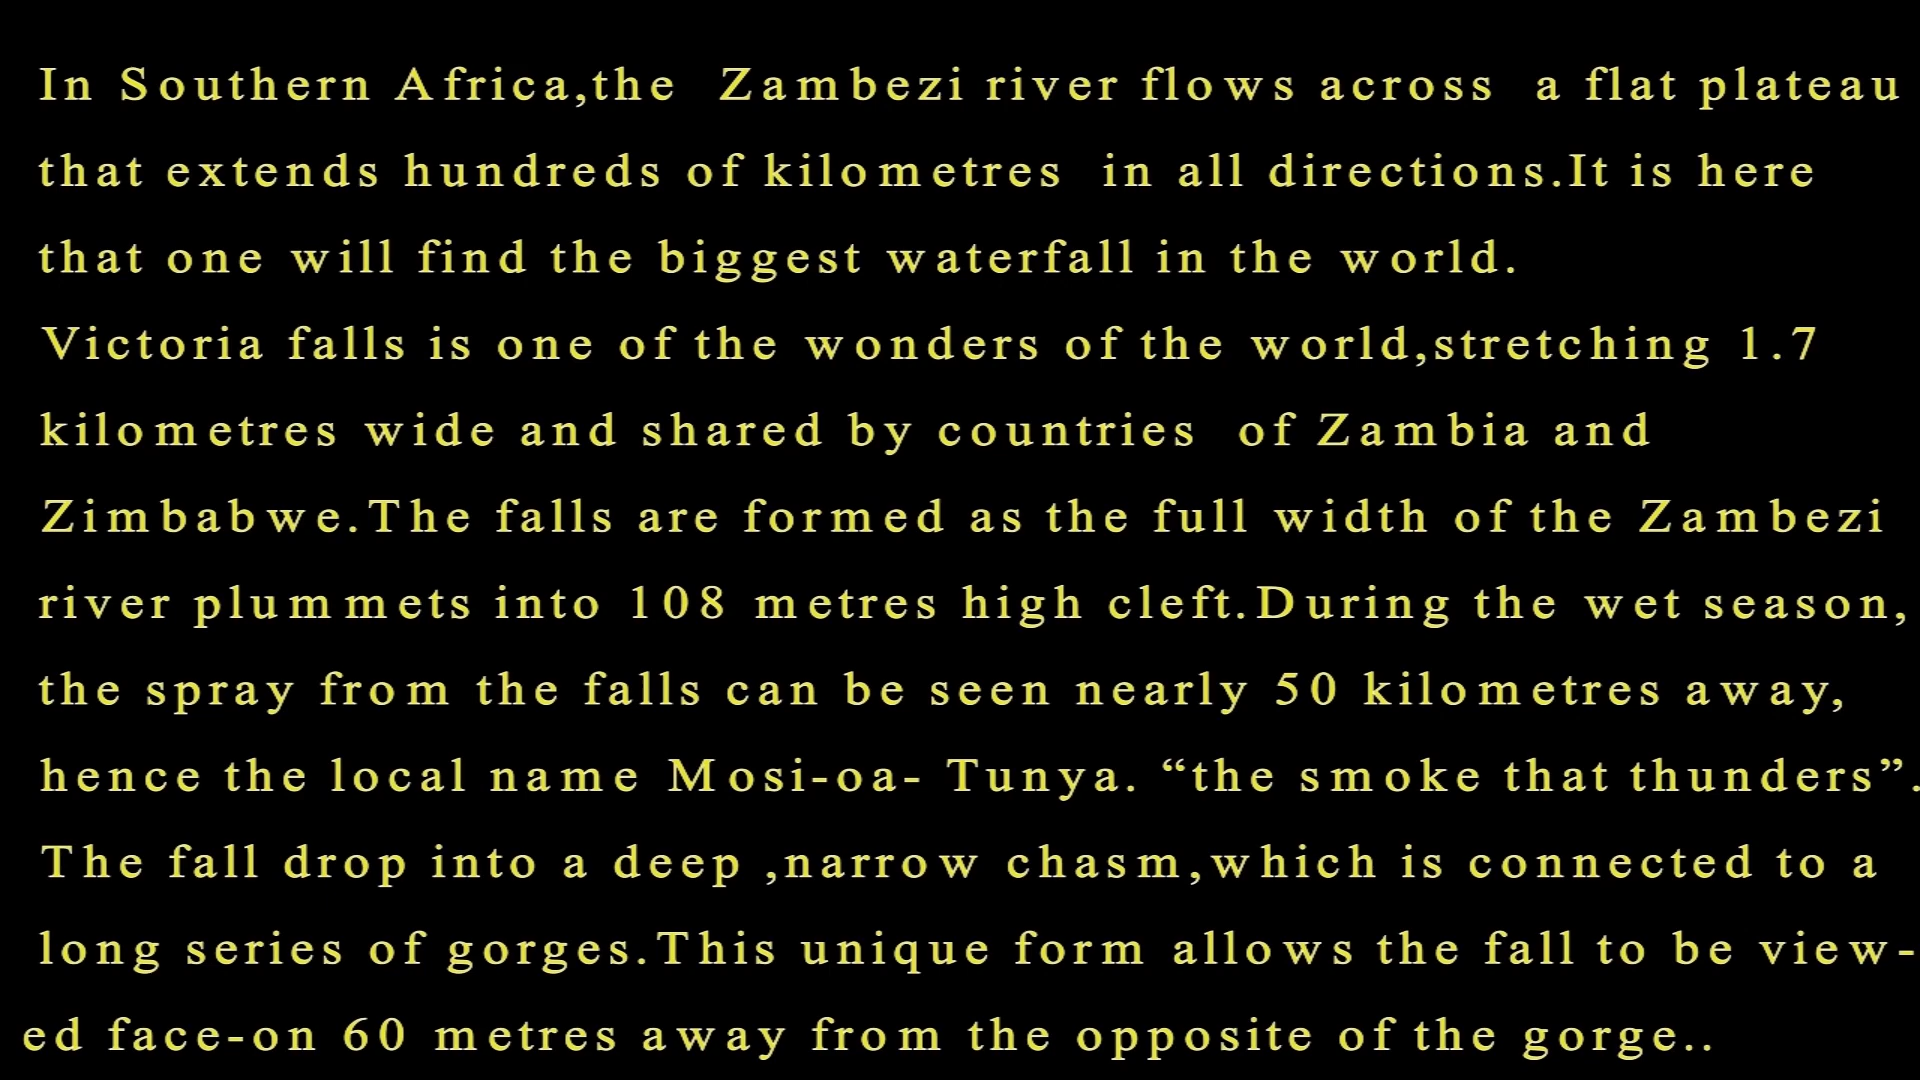 In Southern Africa,the Zambezi river flows across a flat plateau
that extends hundreds of kilometres in all directions.It is here
that one will find the biggest waterfall in the world.
Victoria falls is one of the wonders of the world,stretching 1.7
kilometres wide and shared by countries of Zambia and
Zimbabwe.The falls are formed as the full width of the Zambezi
river plummets into 108 metres high cleft.During the wet season,
the spray from the falls can be seen nearly 50 kilometres away,
hence the local name Mosi-oa- Tunya. “the smoke that thunders”.
The fall drop into a deep ,narrow chasm,which is connected to a
long series of gorges.This unique form allows the fall to be view-
ed face-on 60 metres away from the opposite of the gorge..